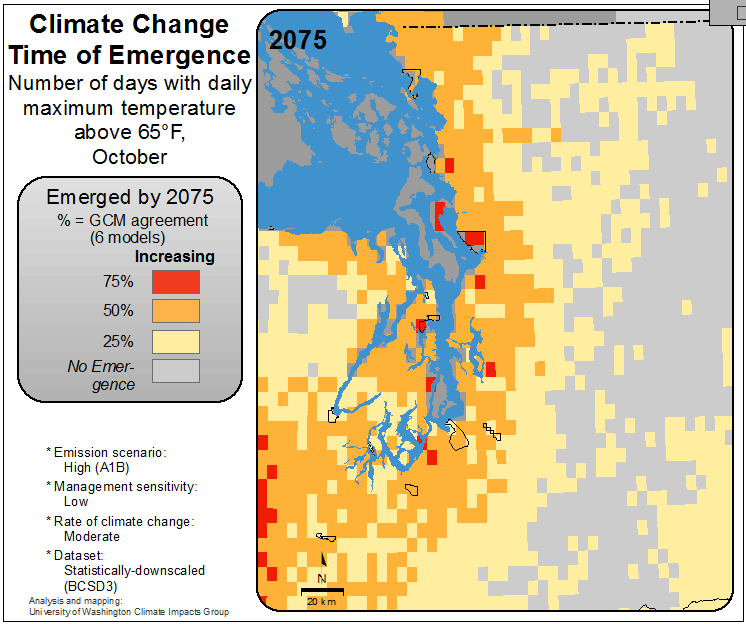 Climate Change
Time of Emergence
Number of days with daily
maximum temperature
above 65°F,
October
Emerged by 2075
% = GCM agreement
(6 models)
Increasing
75%
50%
25%
No Emer-
gence
* Emission scenario:
High (A1B)
* Management sensitivity:
Low
* Rate of climate change:
Moderate
* Dataset:
Statistically-downscaled
(BCSD3)
Analysis and mapping:
University of Washington Climate Impacts Group
2075
N
20 km